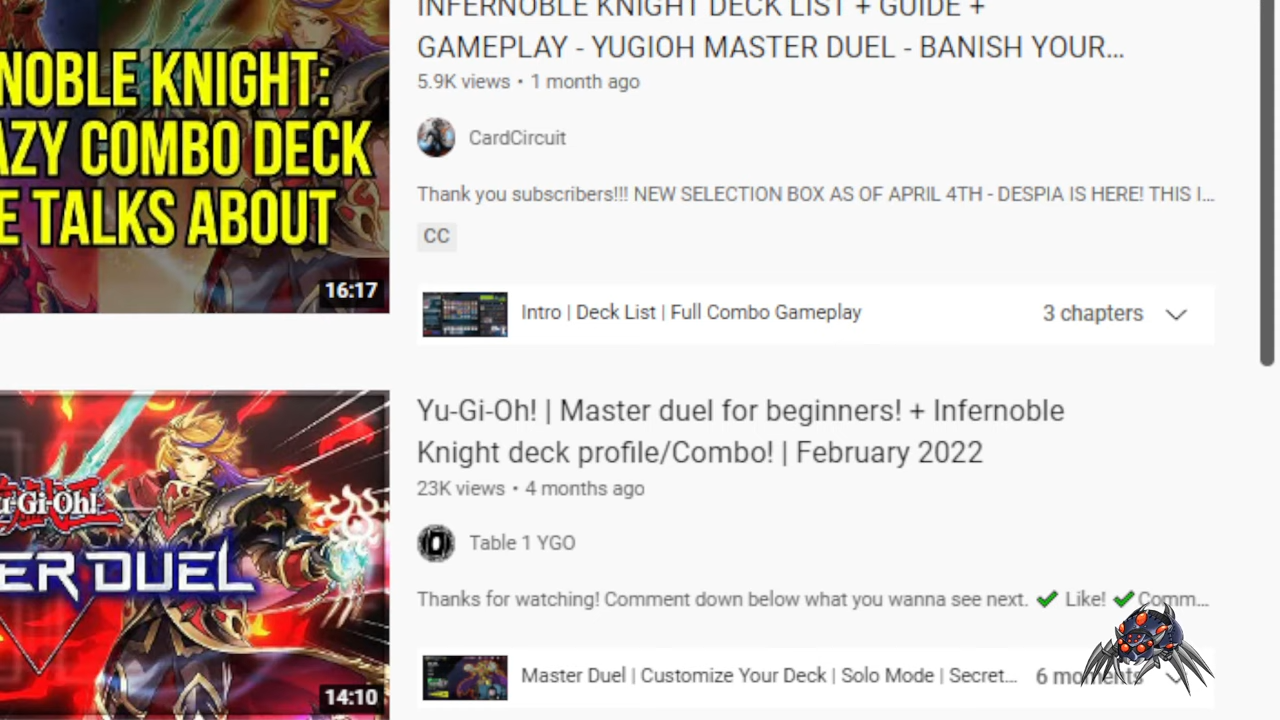 INFERNOBLE KNIGHT DECK LIST + GUIDE +
GAMEPLAY - YUGIOH MASTER DUEL - BANISH YOUR...
5.9K views • 1 month ago
CardCircuit
Thank you subscribers!!! NEW SELECTION BOX AS OF APRIL 4TH - DESPIA IS HERE! THIS I...
CC
Intro | Deck List | Full Combo Gameplay
3 chapters
NOBLE KNIGHT:
AZY COMBO DECK
E TALKS ABOUT
16:17
Yu-Gi-Oh! | Master duel for beginners! + Infernoble
Knight deck profile/Combo! | February 2022
23K views • 4 months ago
Table 1 YGO
Thanks for watching! Comment down below what you wanna see next. ✔ Like! ✔ Comm...
Master Duel | Customize Your Deck | Solo Mode | Secret...
6 moments
u-Gi-Oh!
ER DUEL
14:10